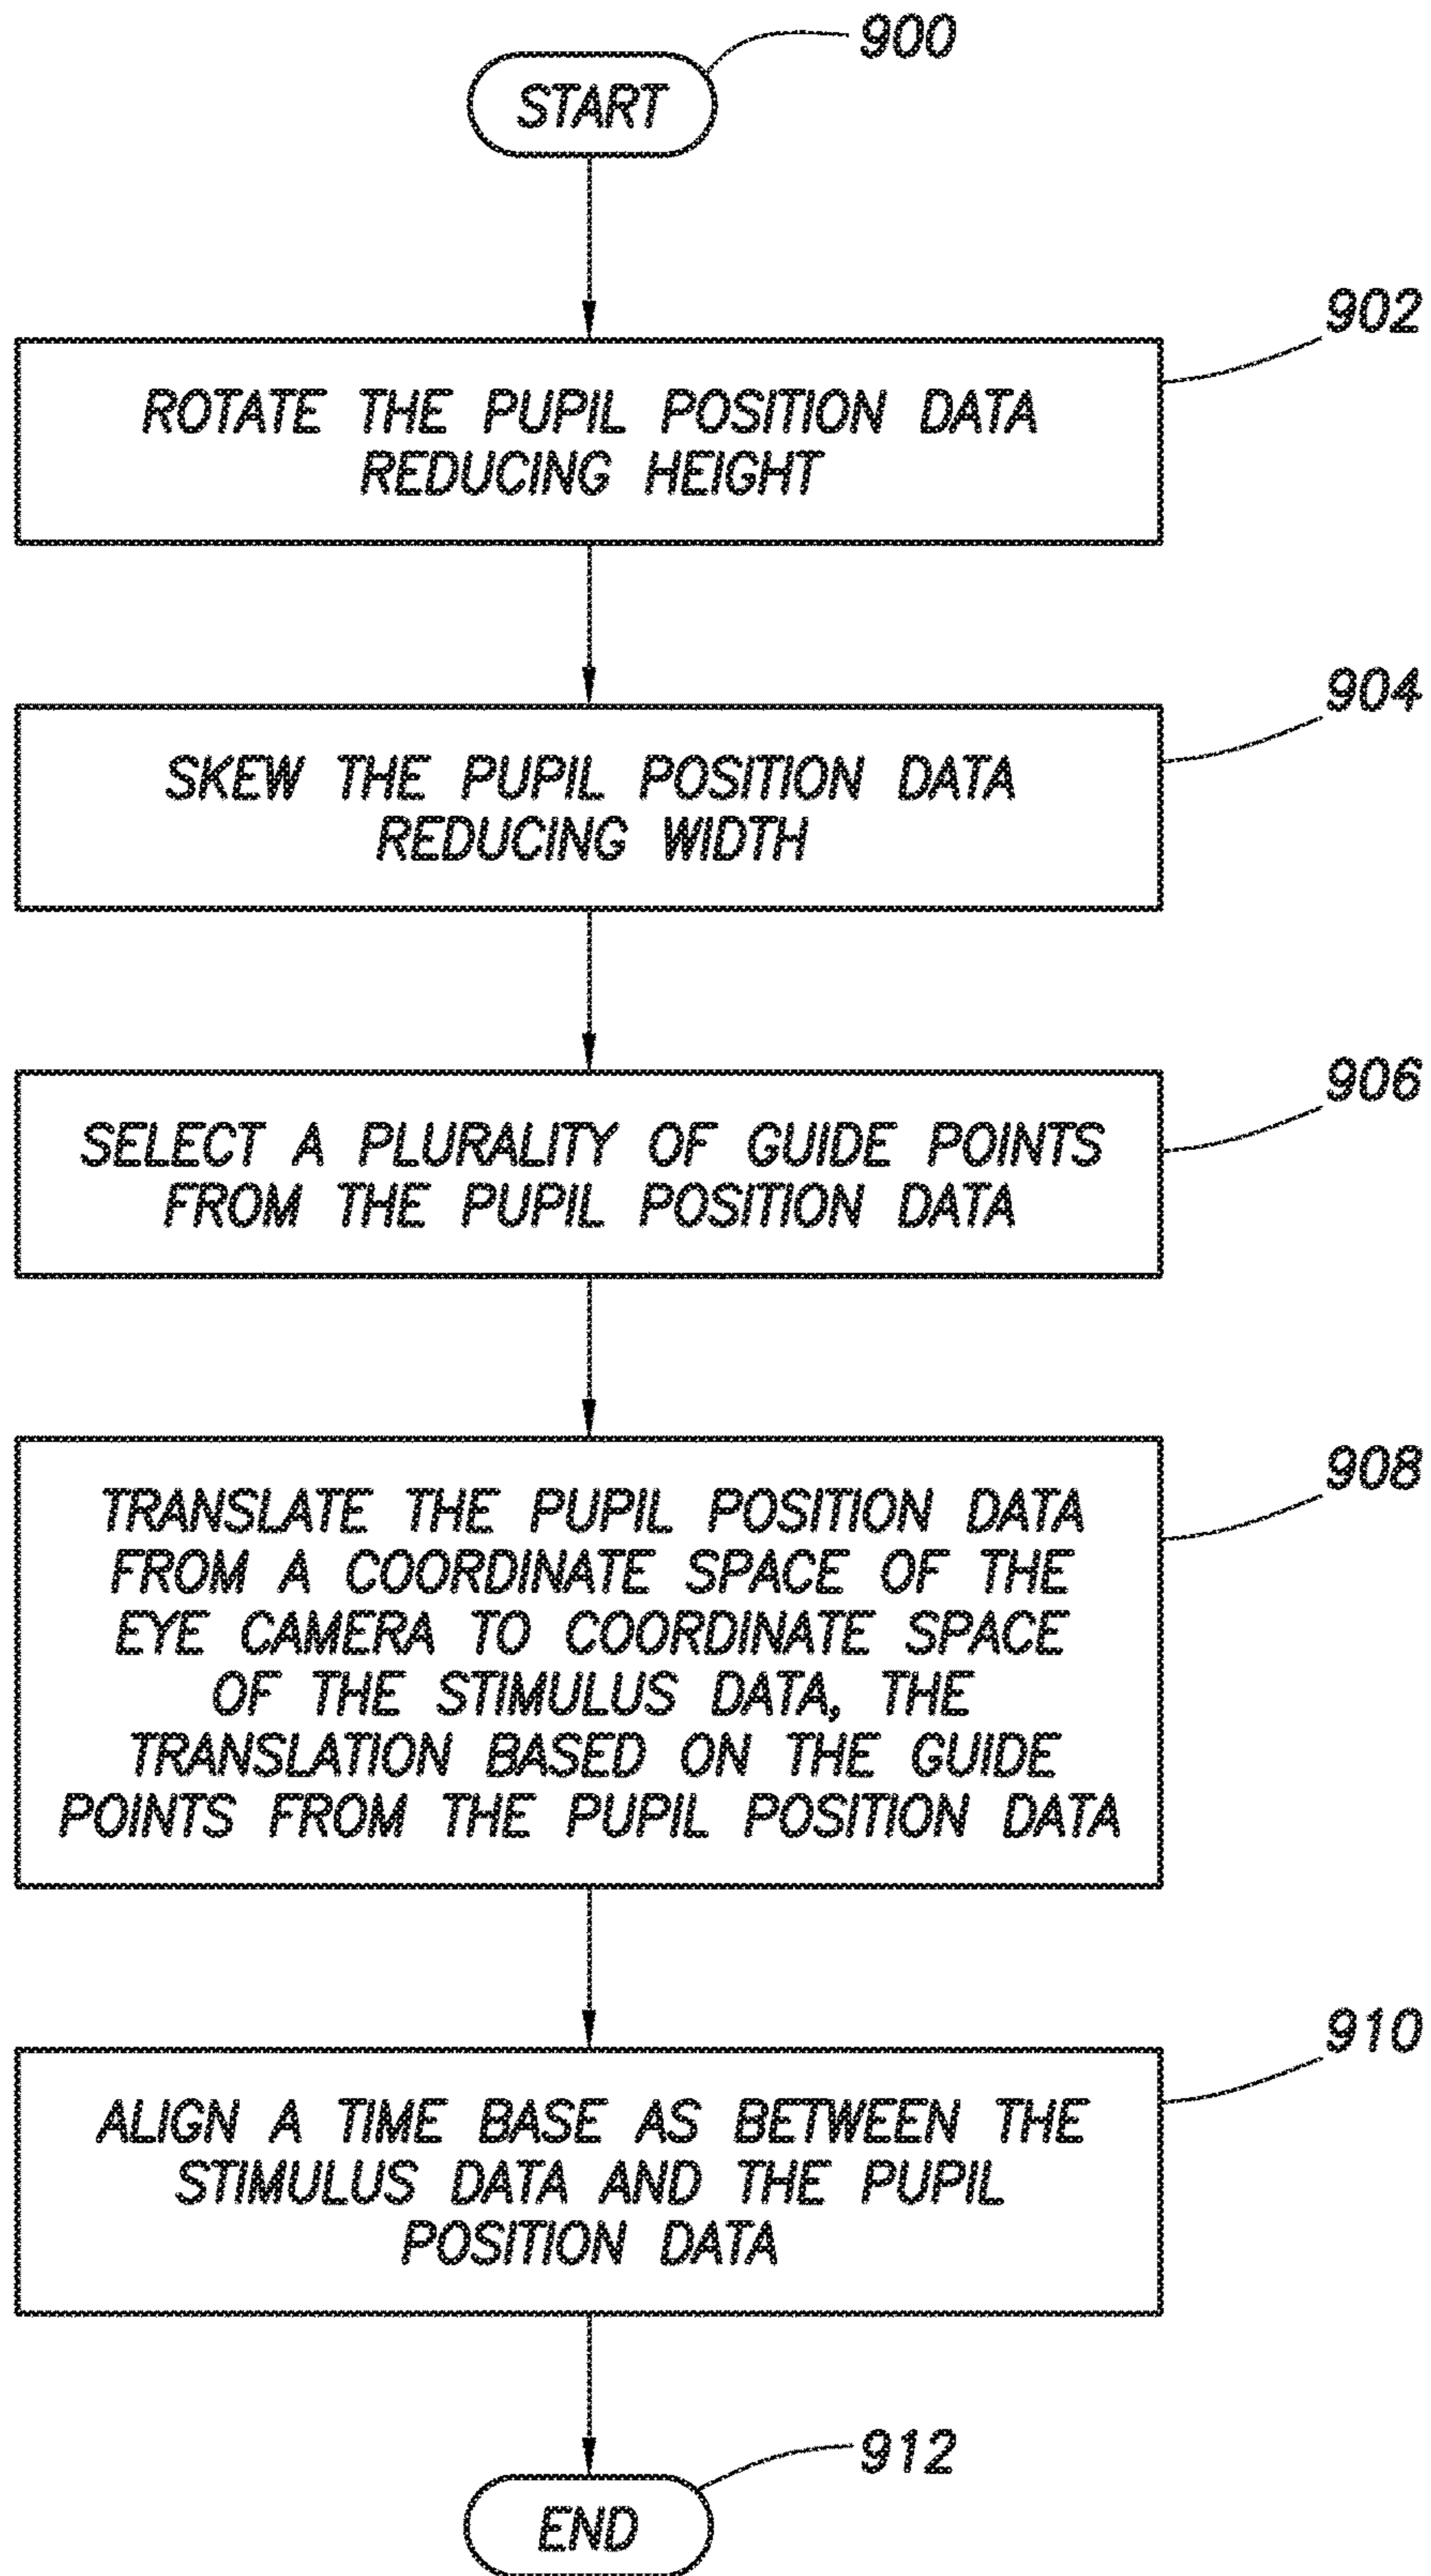 900
START
902
ROTATE THE PUPIL POSITION DATA
REDUCING HEIGHT
904
SKEW THE PUPIL POSITION DATA
REDUCING WIDTH
906
SELECT A PLURALITY OF GUIDE POINTS
FROM THE PUPIL POSITION DATA
908
TRANSLATE THE PUPIL POSITION DATA
FROM A COORDINATE SPACE OF THE
EYE CAMERA TO COORDINATE SPACE
OF THE STIMULUS DATA, THE
TRANSLATION BASED ON THE GUIDE
POINTS FROM THE PUPIL POSITION DATA
910
ALIGN A TIME BASE AS BETWEEN THE
STIMULUS DATA AND THE PUPIL
POSITION DATA
912
END